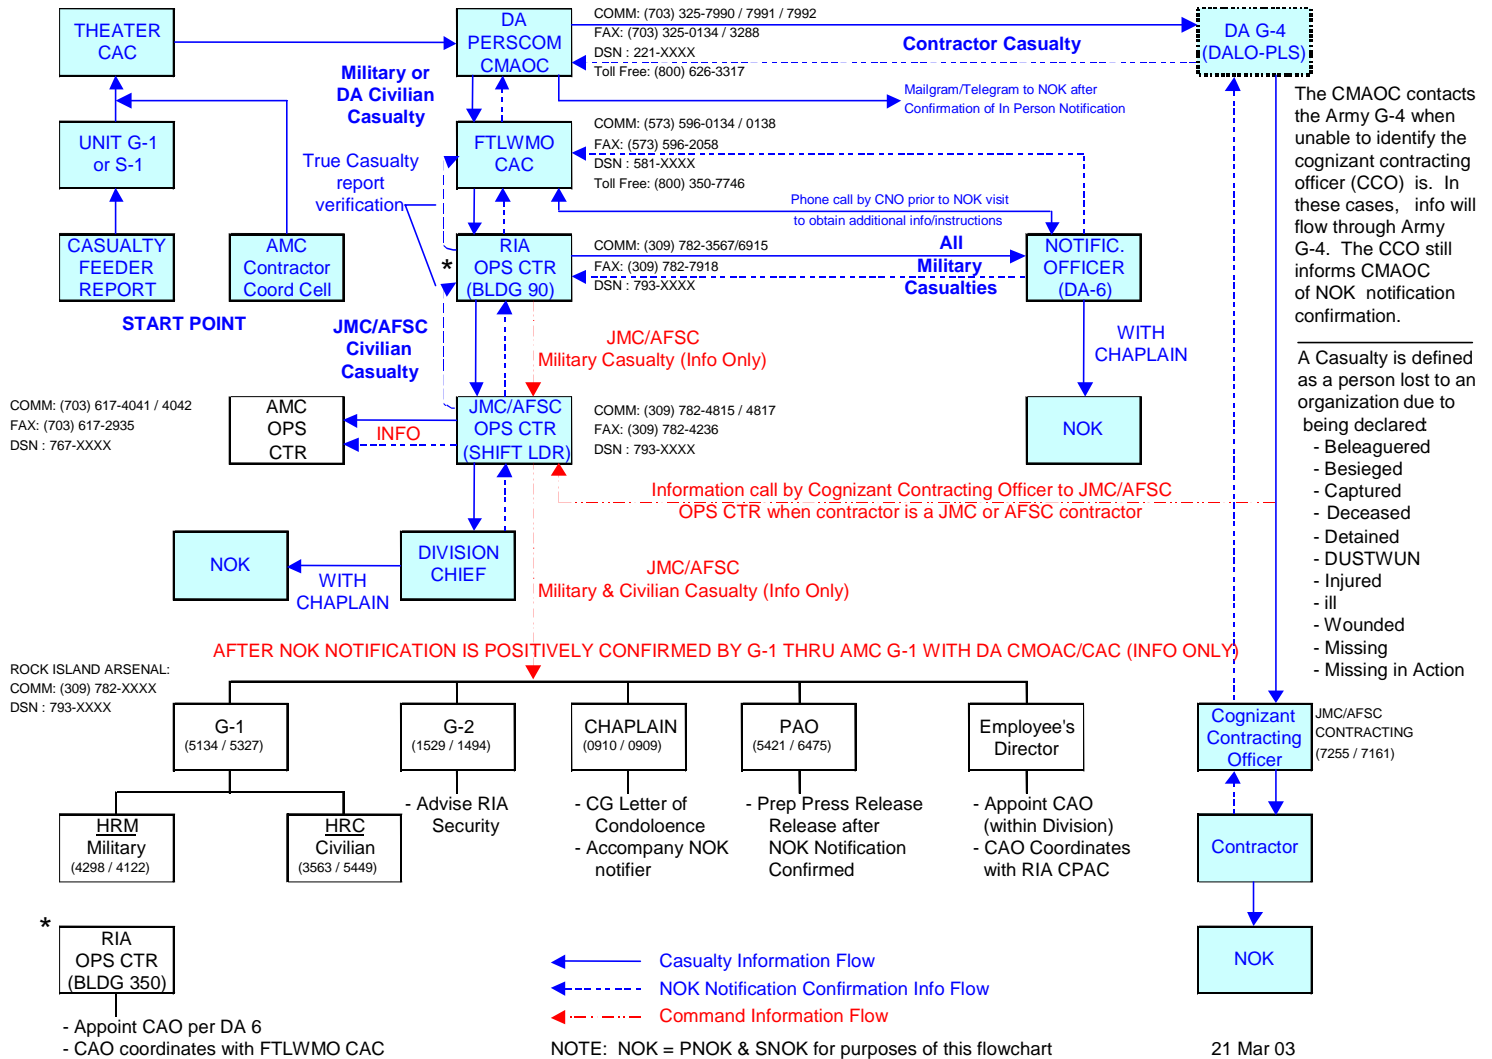 THEATER
CAC
DA
PERSCOM
CMAOC
COMM: (703) 325-7990 / 7991 / 7992
FAX: (703) 325-0134 / 3288
DSN : 221-XXXX
Toll Free: (800) 626-3317
Contractor Casualty
DA G-4
(DALO-PLS)
Military or
DA Civilian
Casualty
Mailgram/Telegram to NOK after
Confirmation of In Person Notification
The CMAOC contacts
the Army G-4 when
unable to identify the
cognizant contracting
officer (CCO) is. In
these cases, info will
flow through Army
G-4. The CCO still
informs CMAOC
of NOK notification
confirmation.
UNIT G-1
or S-1
True Casualty
report
verification
FTLWMO
CAC
COMM: (573) 596-0134 / 0138
FAX: (573) 596-2058
DSN : 581-XXXX
Toll Free: (800) 350-7746
Phone call by CNO prior to NOK visit
to obtain additional info/instructions
CASUALTY
FEEDER
REPORT
AMC
Contractor
Coord Cell
START POINT
*
RIA
OPS CTR
(BLDG 90)
COMM: (309) 782-3567/6915
FAX: (309) 782-7918
DSN : 793-XXXX
All
Military
Casualties
NOTIFIC.
OFFICER
(DA-6)
JMC/AFSC
Civilian
Casualty
JMC/AFSC
Military Casualty (Info Only)
WITH
CHAPLAIN
A Casualty is defined
as a person lost to an
organization due to
being declared:
- Beleaguered
- Besieged
- Captured
- Deceased
- Detained
- DUSTWUN
- Injured
- ill
- Wounded
- Missing
- Missing in Action
COMM: (703) 617-4041 / 4042
FAX: (703) 617-2935
DSN : 767-XXXX
AMC
OPS
CTR
INFO
JMC/AFSC
OPS CTR
(SHIFT LDR)
COMM: (309) 782-4815 / 4817
FAX: (309) 782-4236
DSN : 793-XXXX
NOK
Information call by Cognizant Contracting Officer to JMC/AFSC
OPS CTR when contractor is a JMC or AFSC contractor
NOK
WITH
CHAPLAIN
DIVISION
CHIEF
JMC/AFSC
Military & Civilian Casualty (Info Only)
AFTER NOK NOTIFICATION IS POSITIVELY CONFIRMED BY G-1 THRU AMC G-1 WITH DA CMOAC/CAC (INFO ONLY)
ROCK ISLAND ARSENAL:
COMM: (309) 782-XXXX
DSN : 793-XXXX
G-1
(5134 / 5327)
G-2
(1529 / 1494)
CHAPLAIN
(0910 / 0909)
PAO
(5421 / 6475)
Employee's
Director
Cognizant
Contracting
Officer
JMC/AFSC
CONTRACTING
(7255 / 7161)
HRM
Military
(4298 / 4122)
HRC
Civilian
(3563 / 5449)
- Advise RIA
Security
- CG Letter of
Condoloence
- Accompany NOK
notifier
- Prep Press Release
Release after
NOK Notification
Confirmed
- Appoint CAO
(within Division)
- CAO Coordinates
with RIA CPAC
Contractor
NOK
*
RIA
OPS CTR
(BLDG 350)
- Appoint CAO per DA 6
- CAO coordinates with FTLWMO CAC
Casualty Information Flow
NOK Notification Confirmation Info Flow
Command Information Flow
NOTE: NOK = PNOK & SNOK for purposes of this flowchart
21 Mar 03